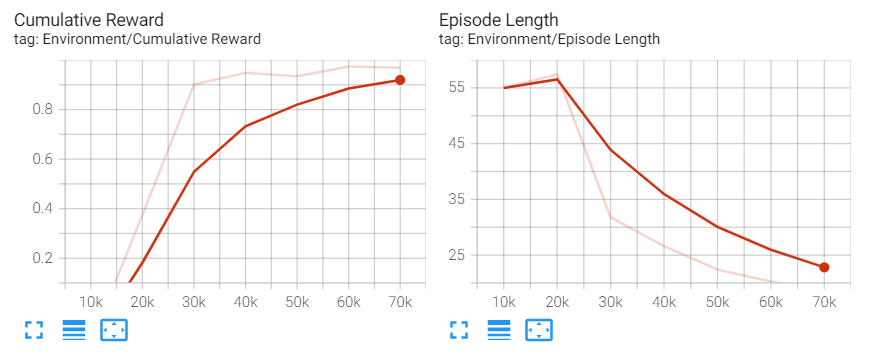 Cumulative Reward
tag: Environment/Cumulative Reward
0.8
0.6
0.4
0.2
10k 20k 30k 40k 50k 60k 70k
Episode Length
tag: Environment/Episode Length
55
45
35
25
10k 20k 30k 40k 50k 60k 70k